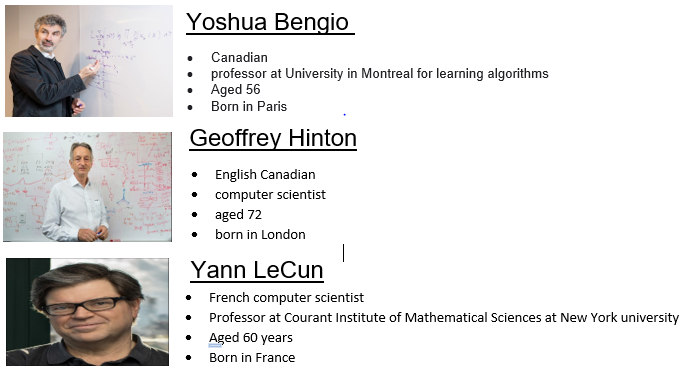 Yoshua Bengio
• Canadian
• professor at University in Montreal for learning algorithms
• Aged 56
• Born in Paris
Geoffrey Hinton
• English Canadian
• computer scientist
• aged 72
• born in London
Yann LeCun
• French computer scientist
• Professor at Courant Institute of Mathematical Sciences at New York university
• Aged 60 years
• Born in France